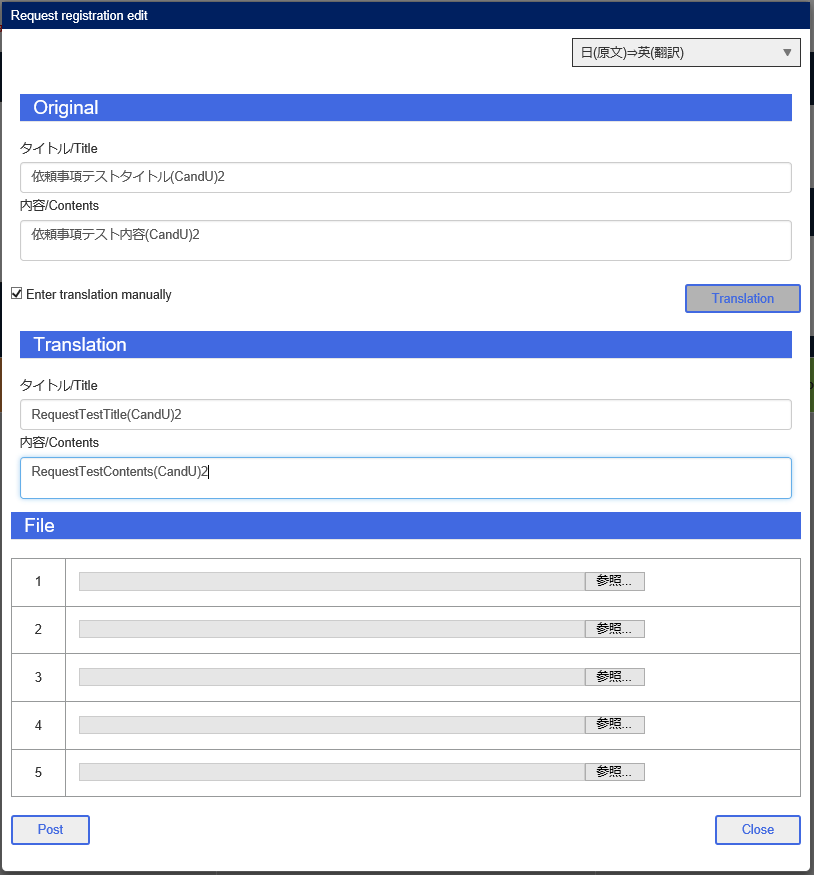 Request registration edit
日(原文)⇒英(翻訳)
Original
タイトル/Title
依頼事項テストタイトル(CandU)2
内容/Contents
依頼事項テスト内容(CandU)2
Enter translation manually
Translation
Translation
タイトル/Title
RequestTestTitle(CandU)2
内容/Contents
RequestTestContents(CandU)2
File
1 参照...
2 参照...
3 参照...
4 参照...
5 参照...
Post Close